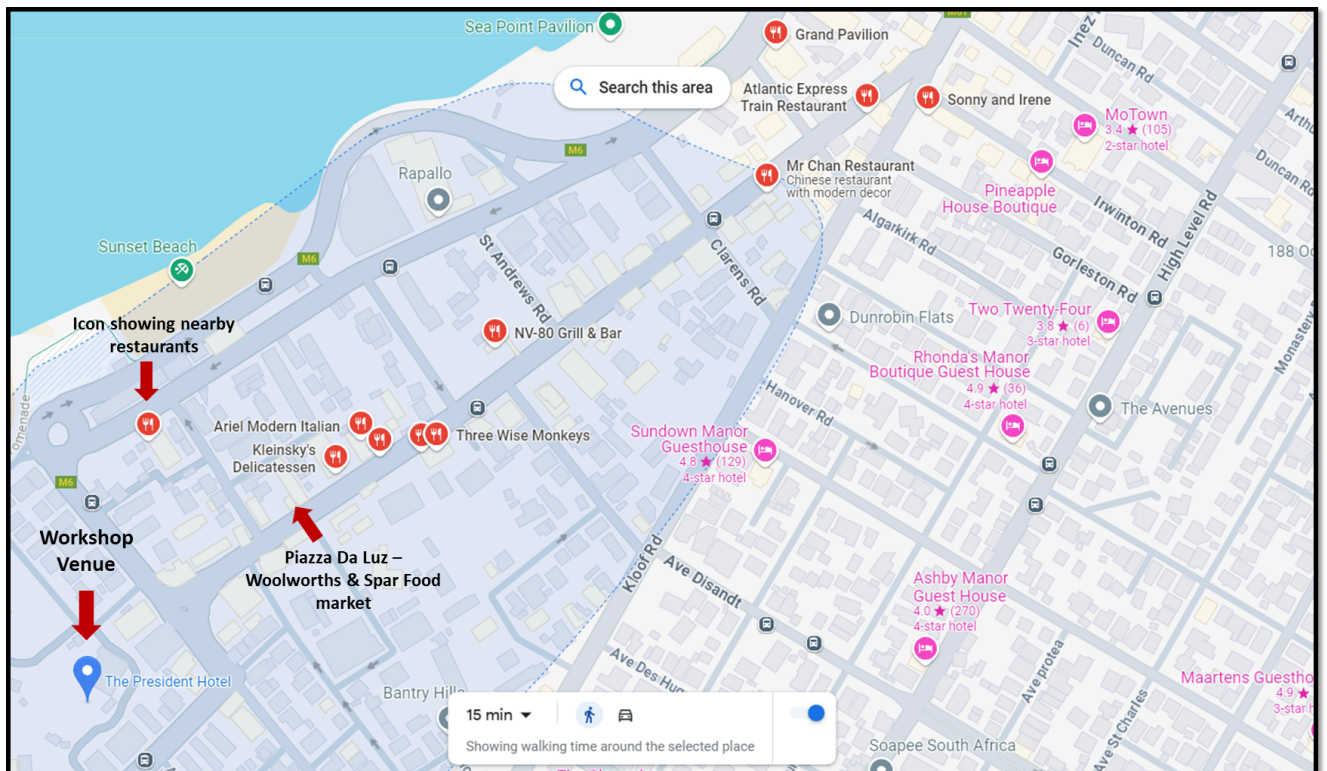 Sea Point Pavilion
Grand Pavilion
M61
Inez
Duncan Rd
Search this area
Atlantic Express
Train Restaurant
Sonny and Irene
MoTown
3.4 ★ (105)
2-star hotel
Arthu
M6
Rapallo
Mr Chan Restaurant
Chinese restaurant
with modern decor
Duncan Rd
Pineapple
House Boutique
Irwinton Rd
High Level Rd
Algarkirk Rd
Gorleston Rd
188 Oc
Sunset Beach
M6
St Andrews Rd
Clarens Rd
Icon showing nearby
restaurants
NV-80 Grill & Bar
Dunrobin Flats
Two Twenty-Four
3.8 ★ (6)
3-star hotel
Monastery
Rhonda's Manor
Boutique Guest House
4.9 ★ (36)
4-star hotel
The Avenues
Hanover Rd
omenade
Ariel Modern Italian
Kleinsky's
Delicatessen
Three Wise Monkeys
Sundown Manor
Guesthouse
4.8 ★ (129)
4-star hotel
M6
Workshop
Venue
Piazza Da Luz –
Woolworths & Spar Food
market
Kloof Rd
Ave Disandt
Ashby Manor
Guest House
4.0 ★ (270)
4-star hotel
The President Hotel
Bantry Hills
Ave Des Hug
Ave protea
Ave St Charles
Maartens Guestho
4.9 ★
3-star h
15 min
Showing walking time around the selected place
Soapee South Africa